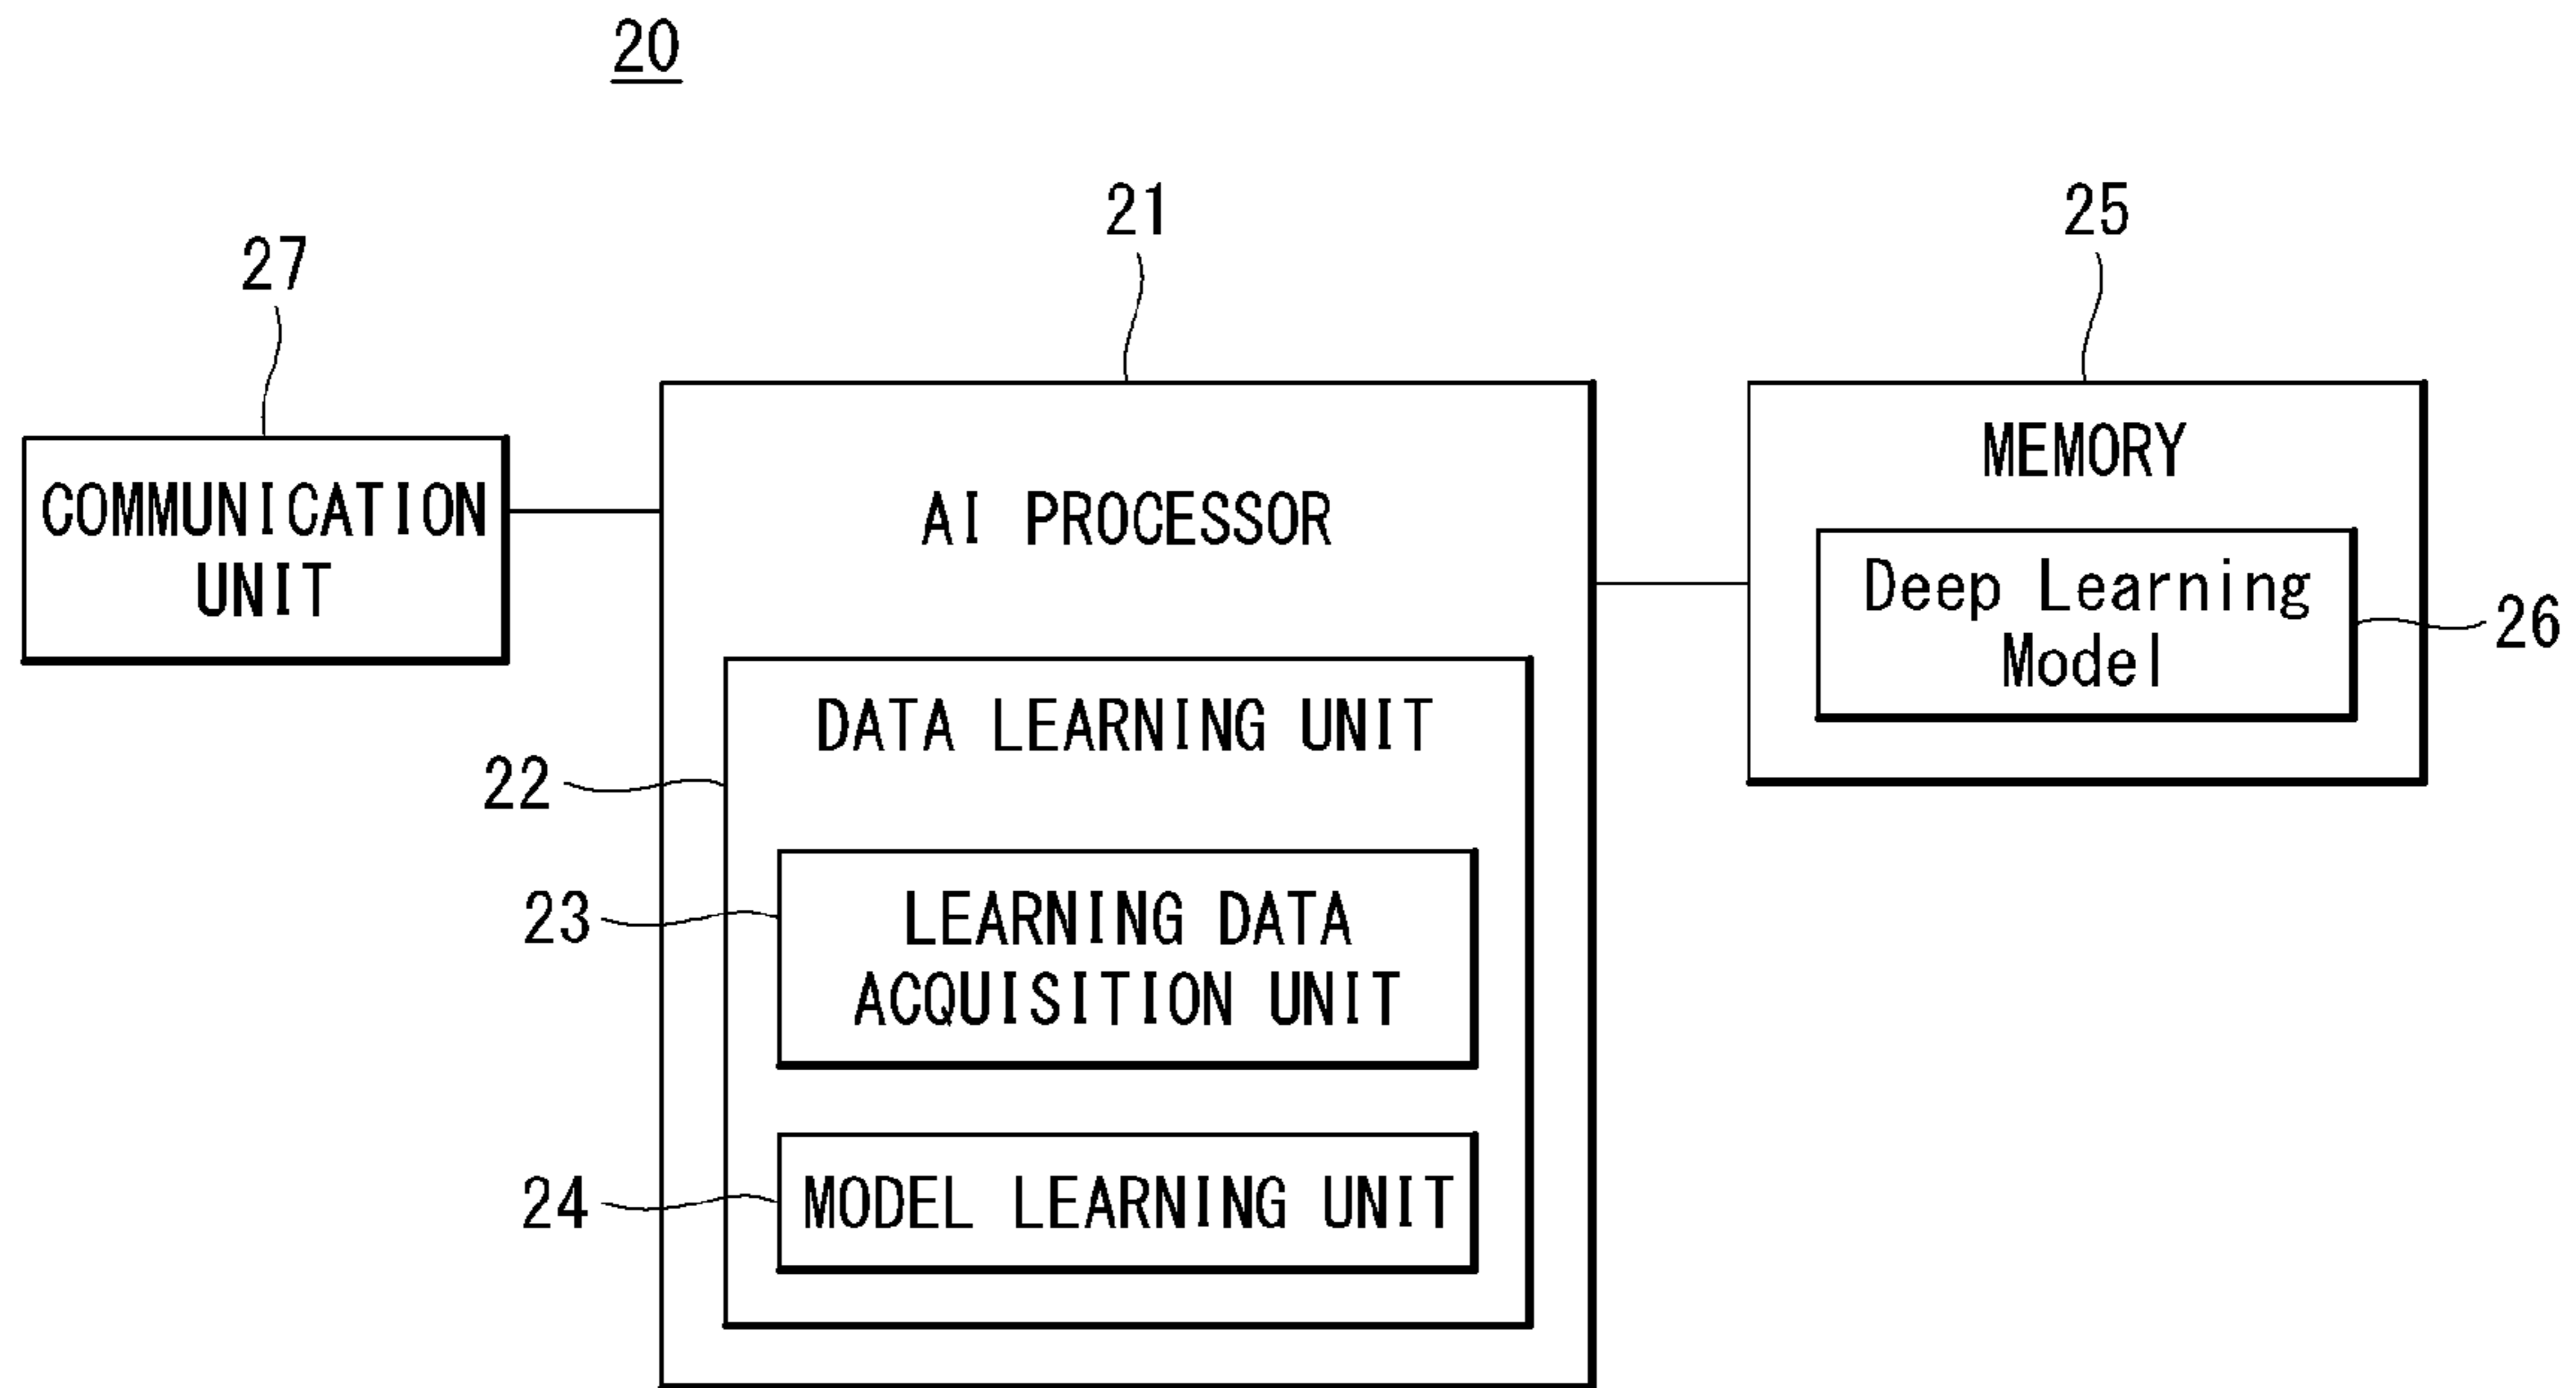 20
21
25
27
COMMUNICATION
UNIT
AI PROCESSOR
MEMORY
Deep Learning
Model
26
DATA LEARNING UNIT
22
23
LEARNING DATA
ACQUISITION UNIT
24
MODEL LEARNING UNIT